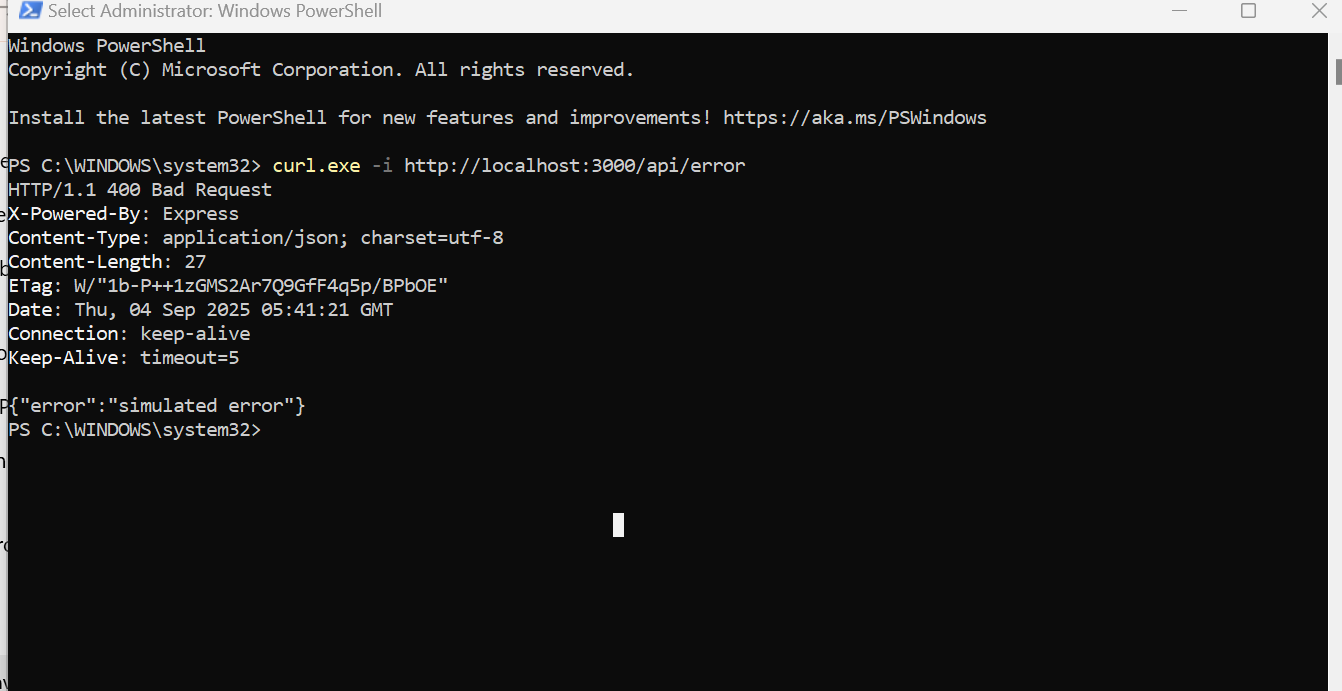 Select Administrator: Windows PowerShell
Windows PowerShell
Copyright (C) Microsoft Corporation. All rights reserved.
Install the latest PowerShell for new features and improvements! https://aka.ms/PSWindows
PS C:\WINDOWS\system32> curl.exe -i http://localhost:3000/api/error
HTTP/1.1 400 Bad Request
X-Powered-By: Express
Content-Type: application/json; charset=utf-8
Content-Length: 27
ETag: W/"1b-P++1zGMS2Ar7Q9GfF4q5p/BPbOE"
Date: Thu, 04 Sep 2025 05:41:21 GMT
Connection: keep-alive
Keep-Alive: timeout=5
{"error":"simulated error"}
PS C:\WINDOWS\system32>